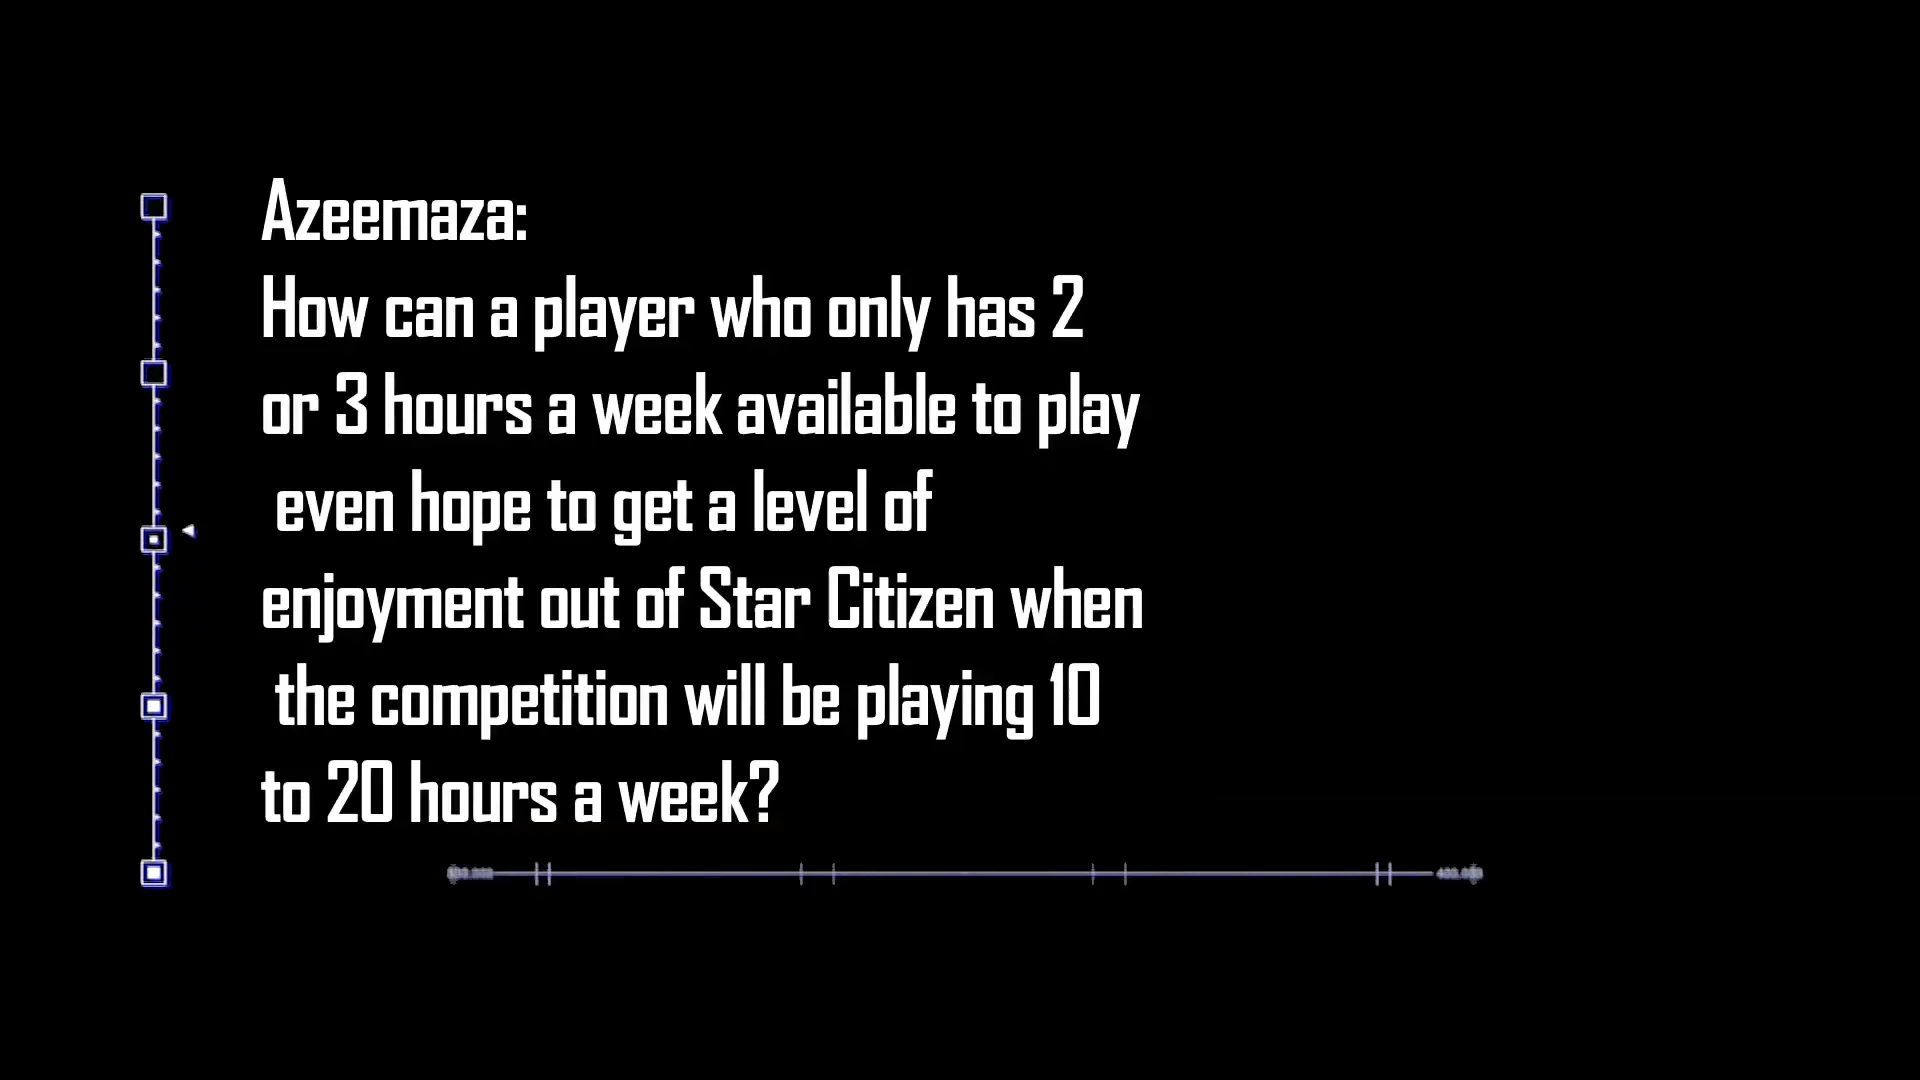 Azeemaza:
How can a player who only has 2
or 3 hours a week available to play
even hope to get a level of
enjoyment out of Star Citizen when
the competition will be playing 10
to 20 hours a week?